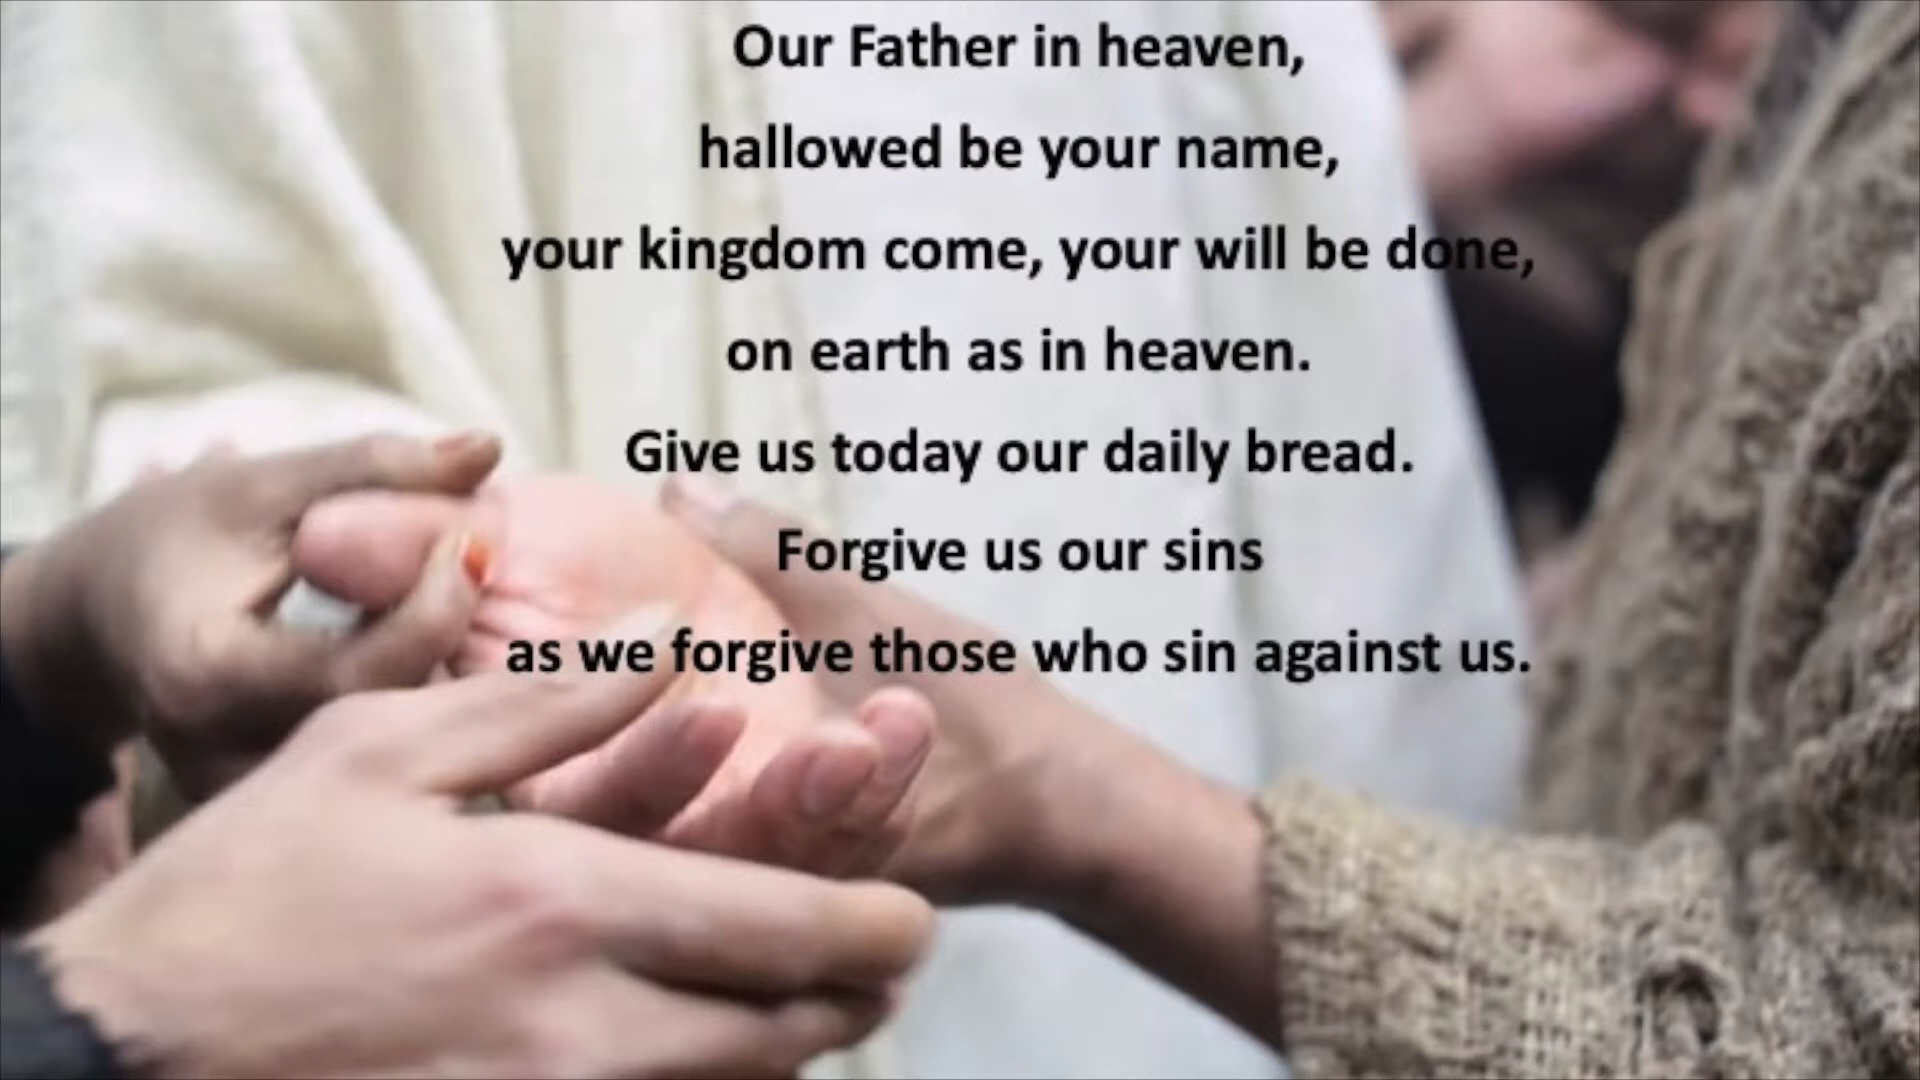 Our Father in heaven,
hallowed be your name,
your kingdom come, your will be done,
on earth as in heaven.
Give us today our daily bread.
Forgive us our sins
as we forgive those who sin against us.